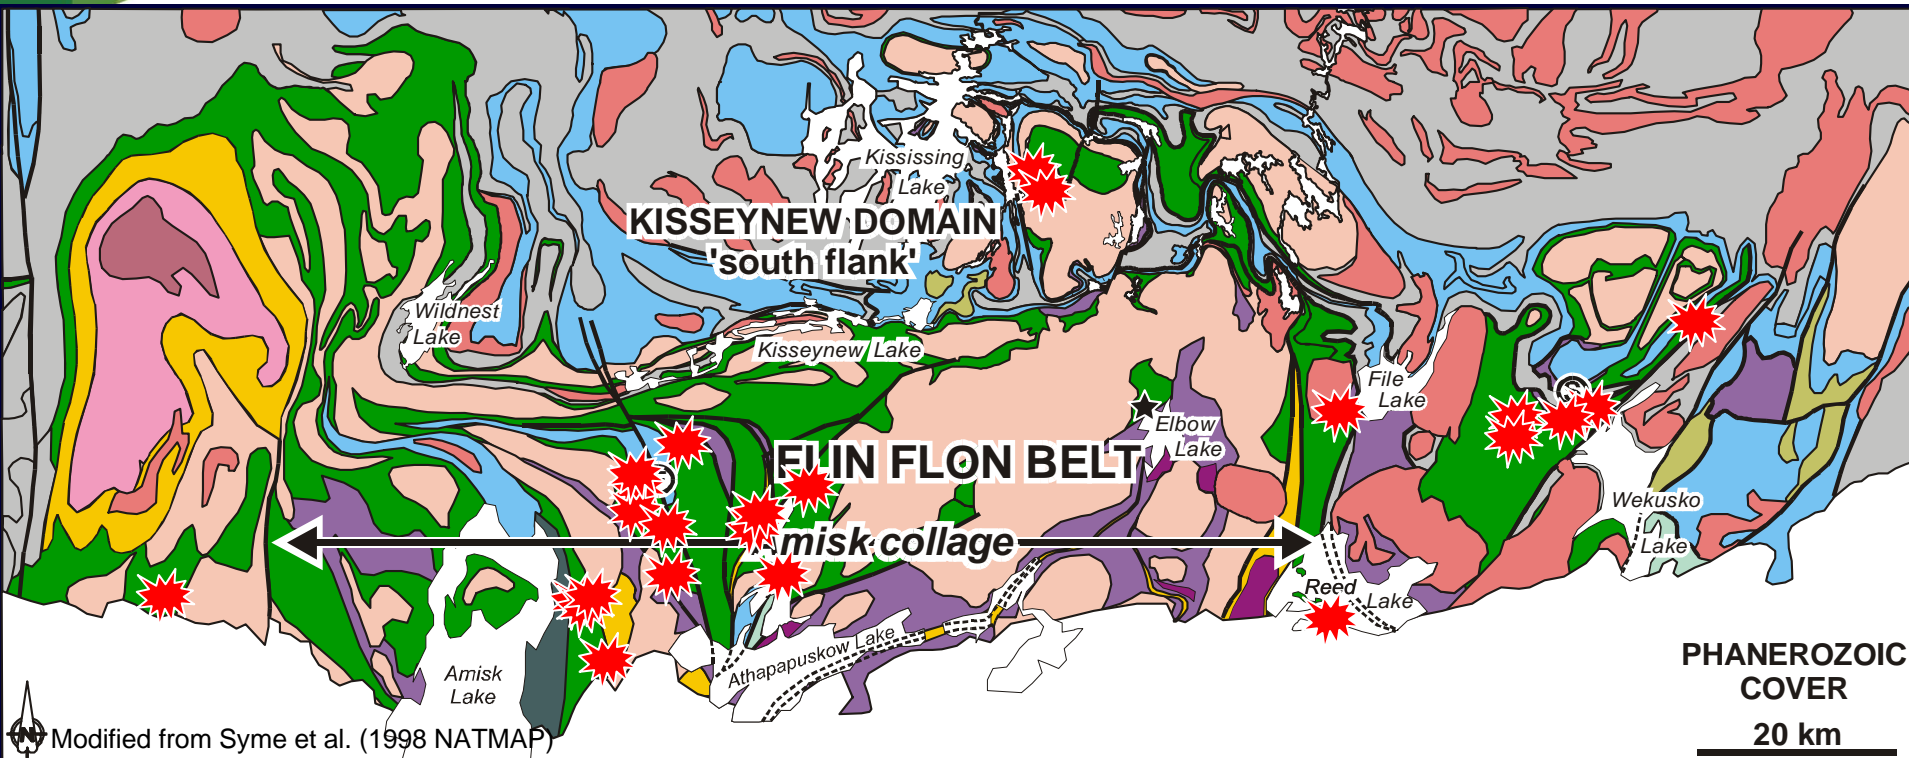 Kississing
Lake
KISSEYNEW DOMAIN
'south flank'
Wildnest
Lake
Kisseynew Lake
File
Lake
Elbow
Lake
FLIN FLON BELT
Amisk collage
Wekusko
Lake
Reed
Lake
Athapapuskow Lake
Amisk
Lake
PHANEROZOIC
COVER
20 km
N
Modified from Syme et al. (1998 NATMAP)